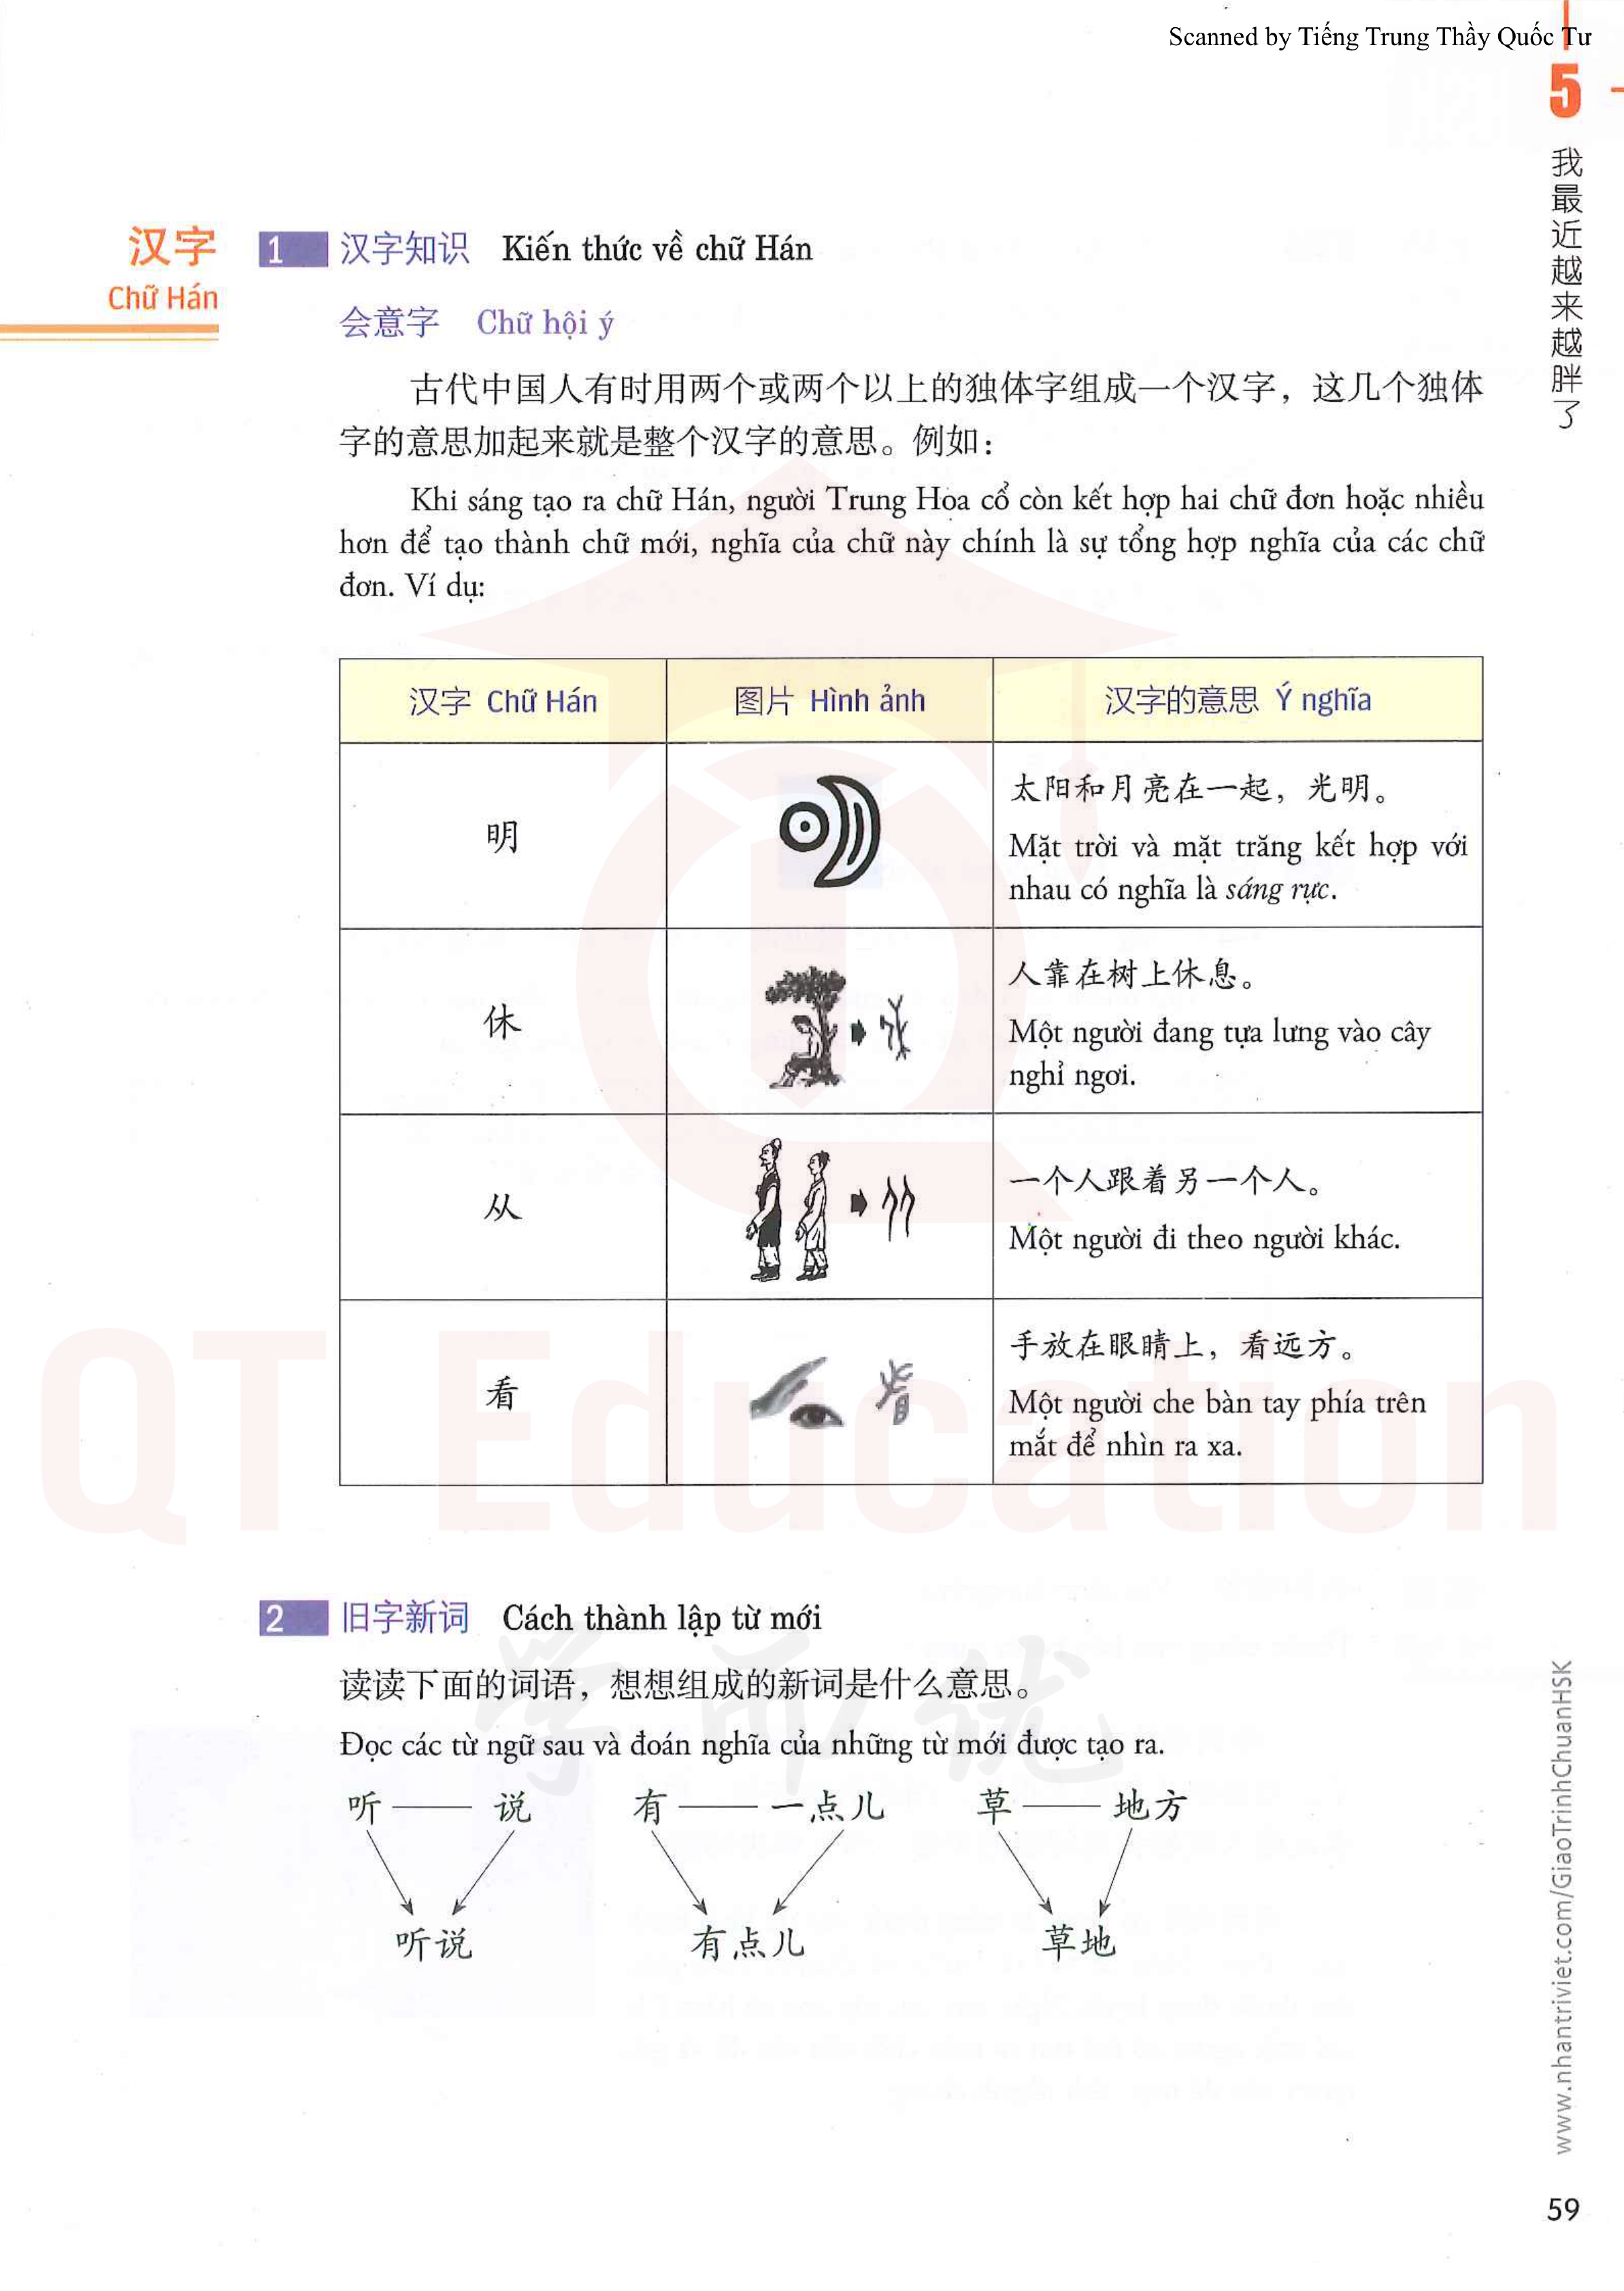 Scanned by Tiếng Trung Thầy Quốc Tư
5
我最近越来越胖了
汉字
Chữ Hán
1 汉字知识 Kiến thức về chữ Hán
会意字 Chữ hội ý
古代中国人有时用两个或两个以上的独体字组成一个汉字，这几个独体
字的意思加起来就是整个汉字的意思。例如：
Khi sáng tạo ra chữ Hán, người Trung Hoa cổ còn kết hợp hai chữ đơn hoặc nhiều
hơn để tạo thành chữ mới, nghĩa của chữ này chính là sự tổng hợp nghĩa của các chữ
đơn. Ví dụ:
汉字 Chữ Hán 图片 Hình ảnh 汉字的意思 Ý nghĩa
明
太阳和月亮在一起，光明。
Mặt trời và mặt trăng kết hợp với
nhau có nghĩa là sáng rực.
休
人靠在树上休息。
Một người đang tựa lưng vào cây
nghỉ ngơi.
从
一个人跟着另一个人。
Một người đi theo người khác.
看
手放在眼睛上，看远方。
Một người che bàn tay phía trên
mắt để nhìn ra xa.
QT Education
2 旧字新词 Cách thành lập từ mới
读读下面的词语，想想组成的新词是什么意思。
Đọc các từ ngữ sau và đoán nghĩa của những từ mới được tạo ra.
学而优
听 说 有 一点儿 草 地方
听说 有点儿 草地
www.nhantriviet.com/GiaoTrinhChuanHSK
59